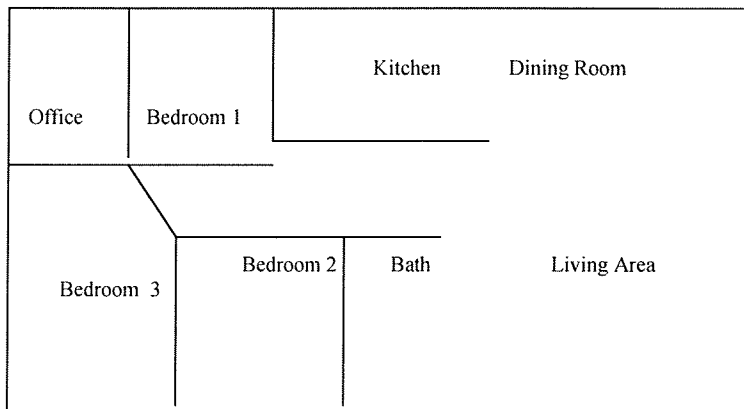 Kitchen
Dining Room
Office
Bedroom 1
Bedroom 2
Bath
Living Area
Bedroom 3